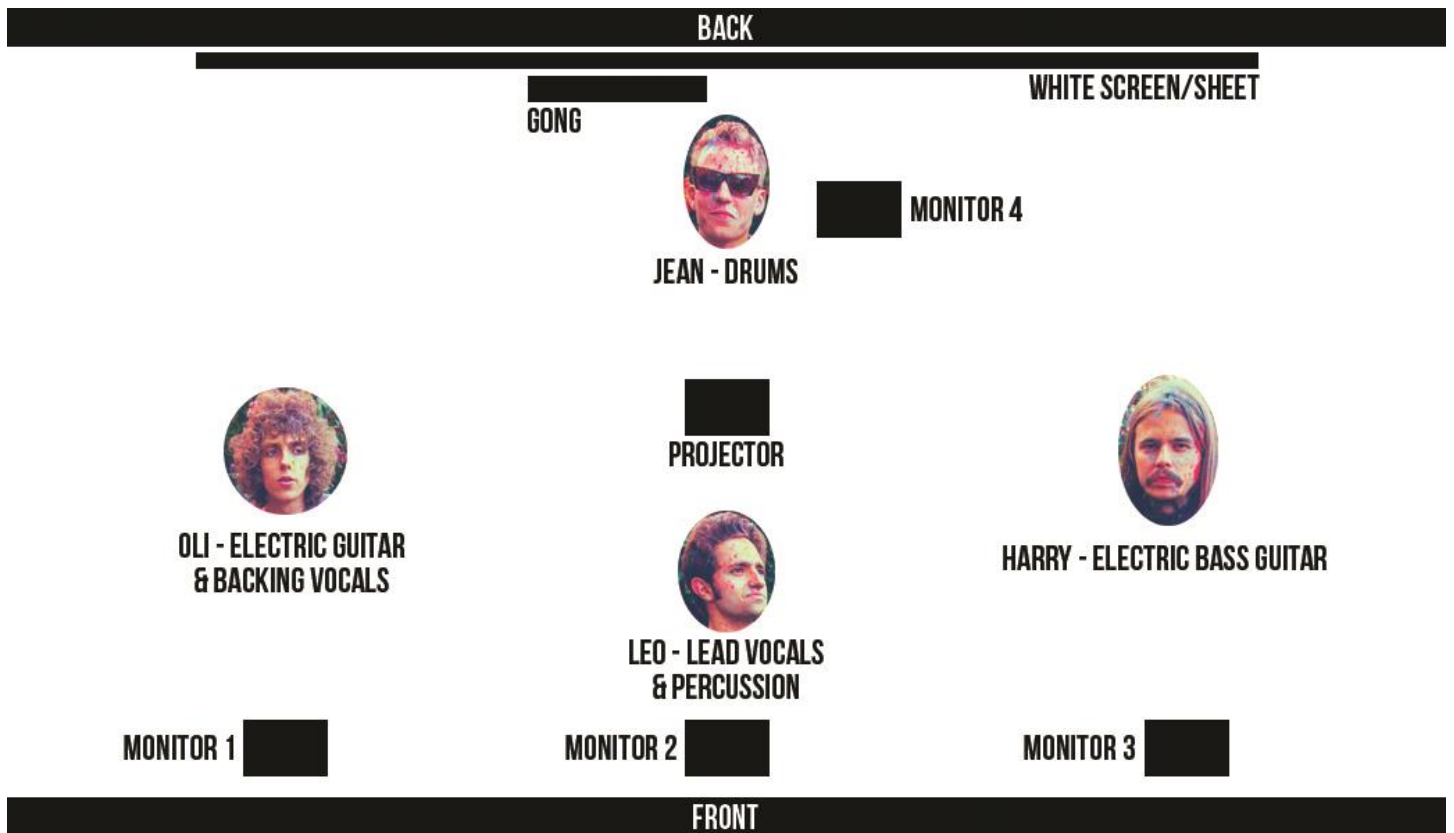 BACK
WHITE SCREEN/SHEET
GONG
MONITOR 4
JEAN - DRUMS
PROJECTOR
OLI - ELECTRIC GUITAR
& BACKING VOCALS
HARRY - ELECTRIC BASS GUITAR
LEO - LEAD VOCALS
& PERCUSSION
MONITOR 1
MONITOR 2
MONITOR 3
FRONT